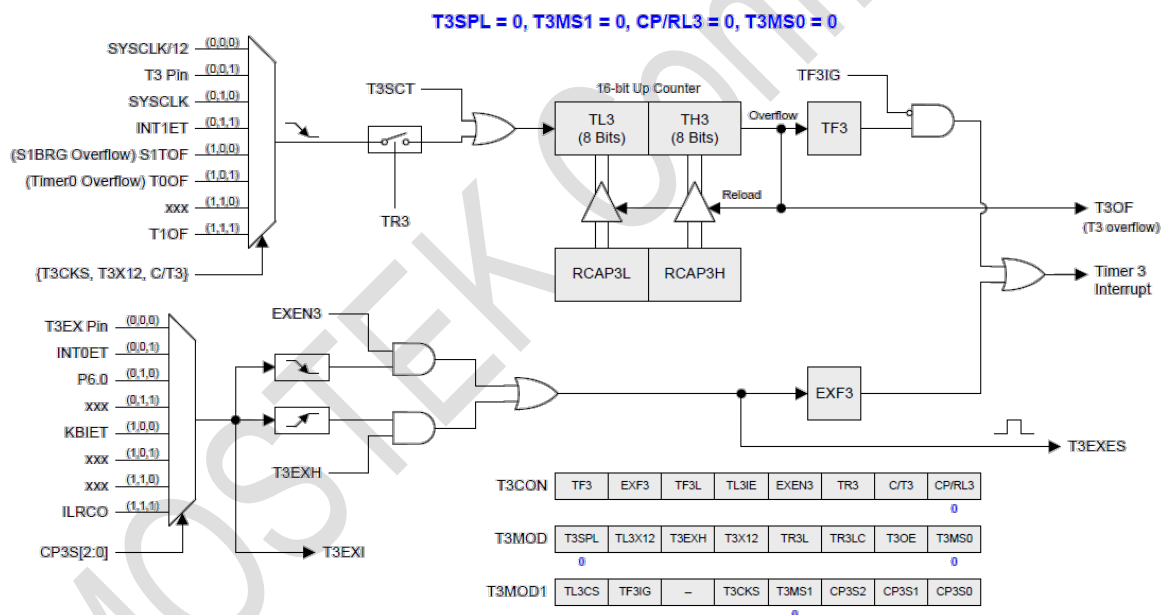 T3SPL = 0, T3MS1 = 0, CP/RL3 = 0, T3MS0 = 0
SYSCLK/12 (0,0,0)
T3 Pin (0,0,1)
SYSCLK (0,1,0)
INT1ET (0,1,1)
(S1BRG Overflow) S1TOF (1,0,0)
(Timer0 Overflow) T0OF (1,0,1)
xxx (1,1,0)
T1OF (1,1,1)
{T3CKS, T3X12, C/T3}
T3SCT
TR3
16-bit Up Counter
TL3 (8 Bits)
TH3 (8 Bits)
Overflow
TF3
TF3IG
Reload
RCAP3L
RCAP3H
T3OF
(T3 overflow)
Timer 3
Interrupt
T3EX Pin (0,0,0)
INT0ET (0,0,1)
P6.0 (0,1,0)
xxx (0,1,1)
KBIET (1,0,0)
xxx (1,0,1)
xxx (1,1,0)
ILRCO (1,1,1)
CP3S[2:0]
EXEN3
T3EXH
T3EXI
EXF3
T3EXES
T3CON TF3 EXF3 TF3L TL3IE EXEN3 TR3 C/T3 CP/RL3
0
T3MOD T3SPL TL3X12 T3EXH T3X12 TR3L TR3LC T3OE T3MS0
0 0
T3MOD1 TL3CS TF3IG – T3CKS T3MS1 CP3S2 CP3S1 CP3S0
0